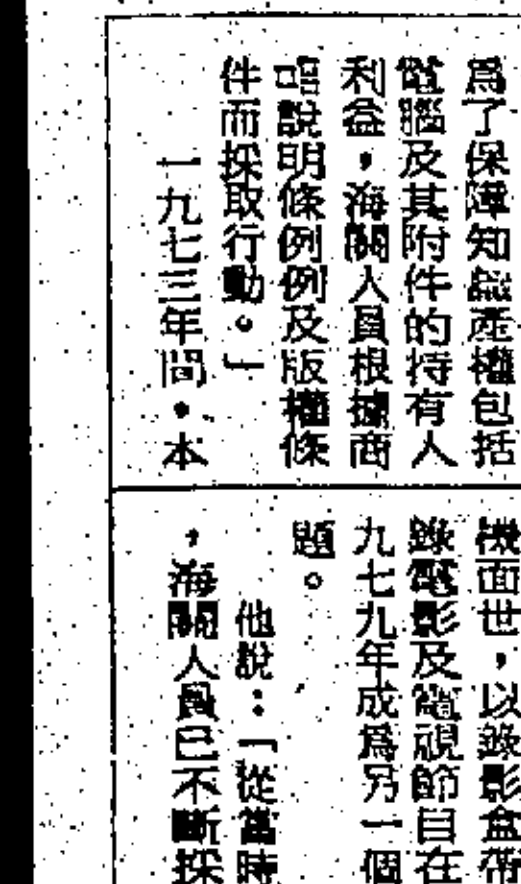 為了保障知識產權包括
電腦及其附件的持有人
利益，海關人員根據商
品說明條例例及版權條
件而採取行動。」
一九七三年間，本
機面世，以錄影盒帶
錄電影及電視節目在
九七九年成為另一個
題。
他說：「從當時
，海關人員已不斷採